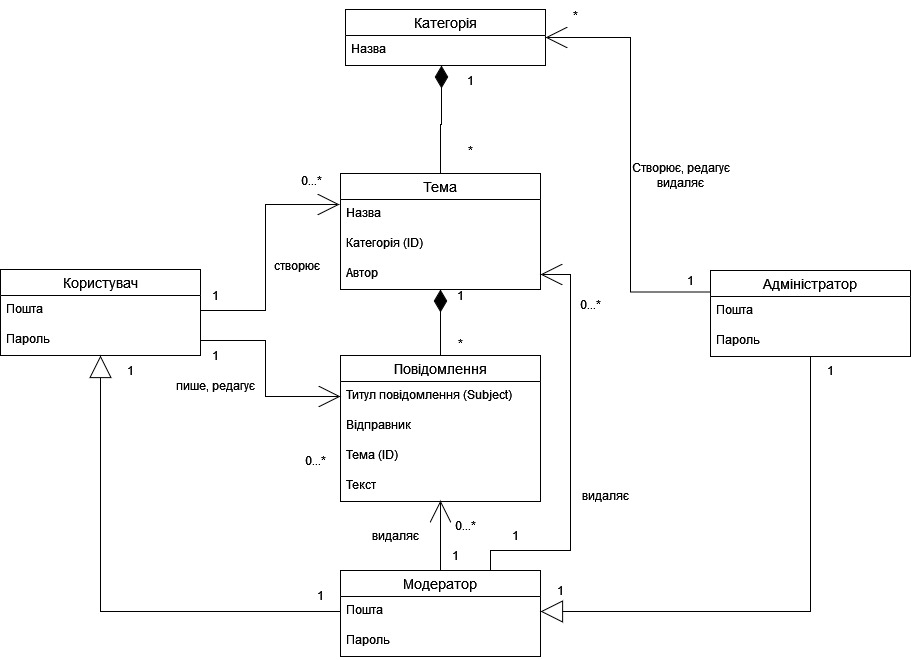 Категорія
*
Назва
1
*
Створює, редагує
видаляє
0...*
Тема
Назва
Категорія (ID)
створює
Автор
Користувач
1
1
0...*
1
Адміністратор
Пошта
Пошта
Пароль
1
*
Пароль
1
Повідомлення
1
пише, редагує
Титул повідомлення (Subject)
Відправник
0...*
Тема (ID)
Текст
видаляє
видаляє
0...*
1
1
Модератор
1
1
Пошта
Пароль